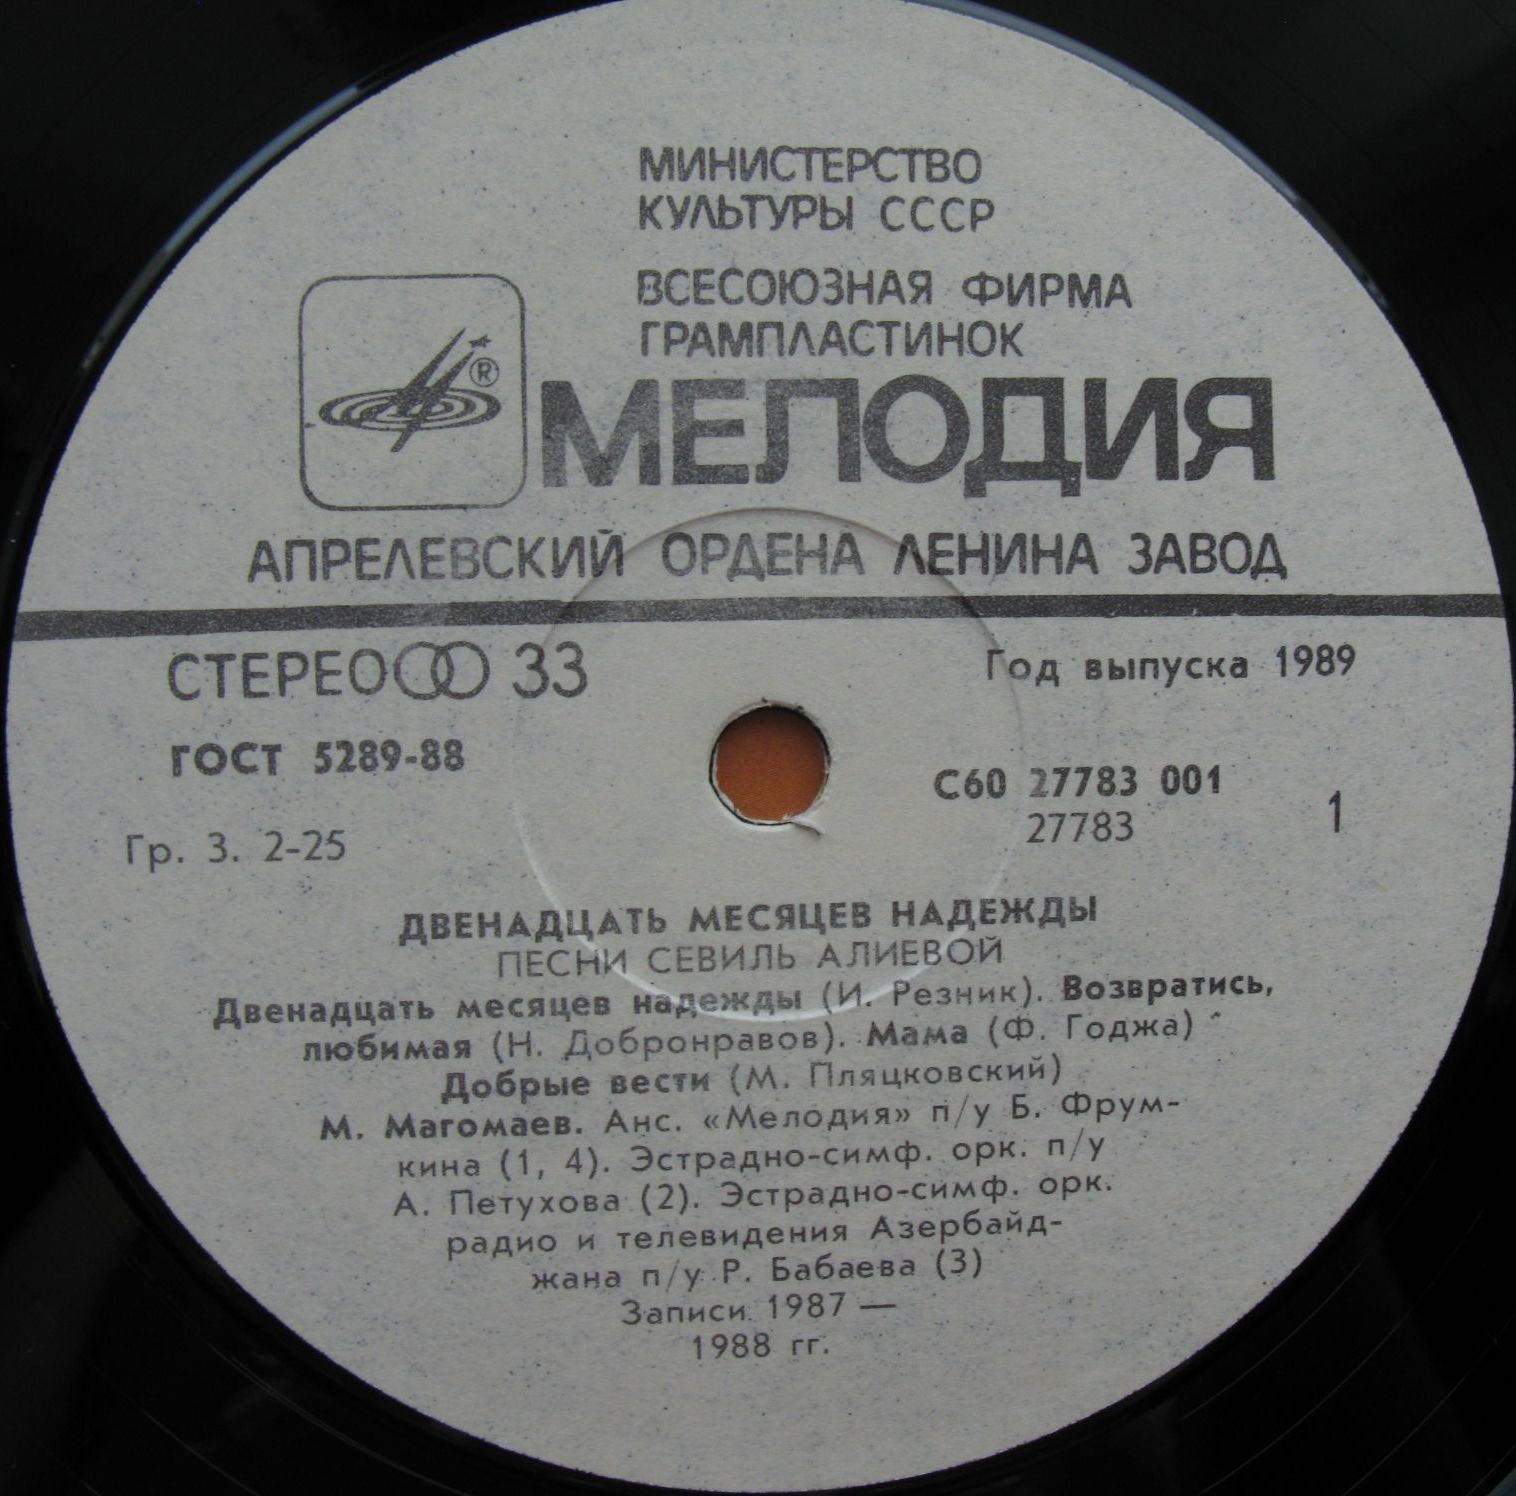 МИНИСТЕРСТВО
КУЛЬТУРЫ СССР
ВСЕСОЮЗНАЯ ФИРМА
ГРАМПЛАСТИНОК
®
МЕЛОДИЯ
АПРЕЛЕВСКИЙ ОРДЕНА ЛЕНИНА ЗАВОД
СТЕРЕО 33
Год выпуска 1989
ГОСТ 5289-88
С60 27783 001
27783
1
Гр. 3. 2-25
ДВЕНАДЦАТЬ МЕСЯЦЕВ НАДЕЖДЫ
ПЕСНИ СЕВИЛЬ АЛИЕВОЙ
Двенадцать месяцев надежды (И. Резник). Возвратись,
любимая (Н. Добронравов). Мама (Ф. Годжа)
Добрые вести (М. Пляцковский)
М. Магомаев. Анс. «Мелодия» п/у Б. Фрум-
кина (1, 4). Эстрадно-симф. орк. п/у
А. Петухова (2). Эстрадно-симф. орк.
радио и телевидения Азербайд-
жана п/у Р. Бабаева (3)
Записи 1987 —
1988 гг.